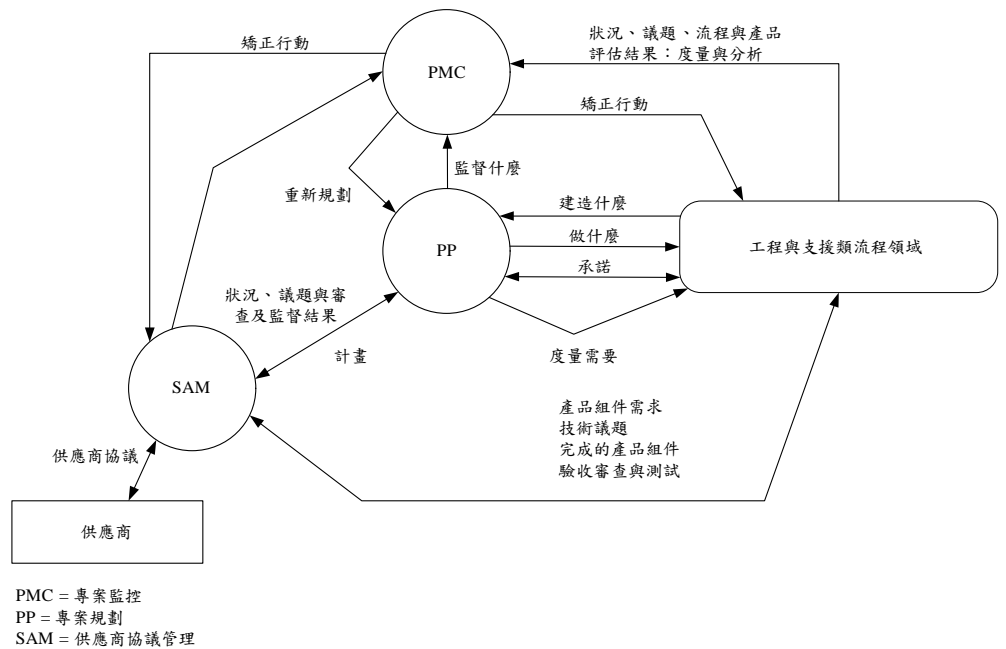 狀況、議題、流程與產品
評估結果：度量與分析
矯正行動
PMC
矯正行動
監督什麼
重新規劃
建造什麼
PP
做什麼
工程與支援類流程領域
承諾
狀況、議題與審
查及監督結果
計畫
度量需要
SAM
產品組件需求
技術議題
完成的產品組件
驗收審查與測試
供應商協議
供應商
PMC = 專案監控
PP = 專案規劃
SAM = 供應商協議管理